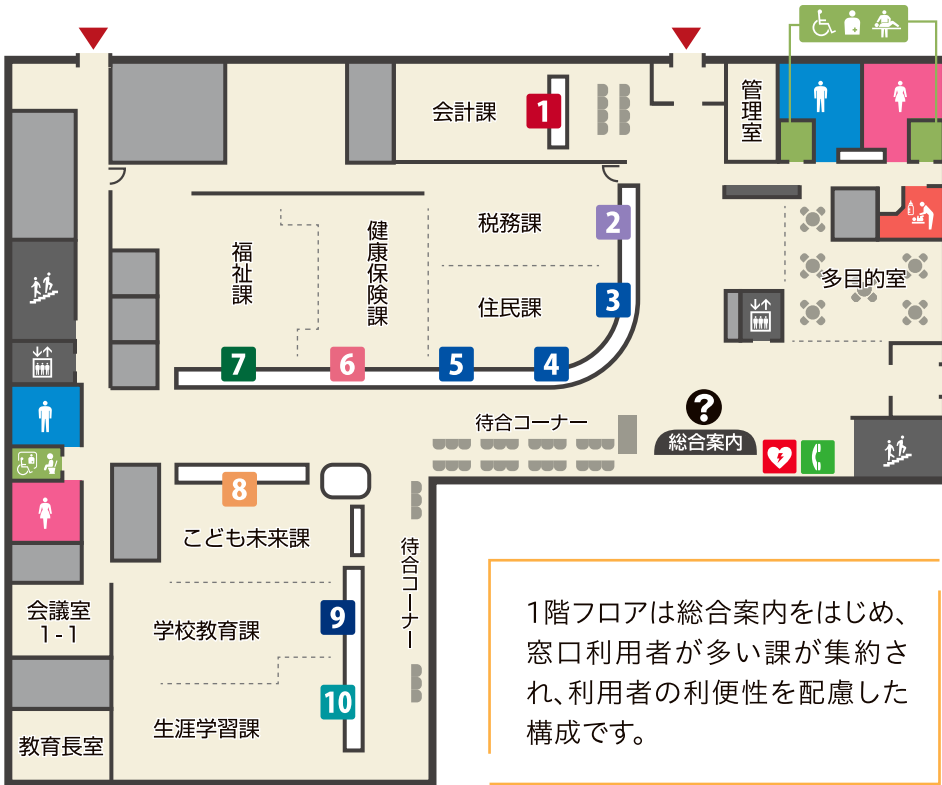 会計課
1
管理室
税務課
2
福祉課
健康保険課
住民課
3
多目的室
7
6
5
4
待合コーナー
?
総合案内
8
こども未来課
待合コーナー
会議室
1-1
学校教育課
9
10
生涯学習課
教育長室
1階フロアは総合案内をはじめ、
窓口利用者が多い課が集約さ
れ、利用者の利便性を配慮した
構成です。